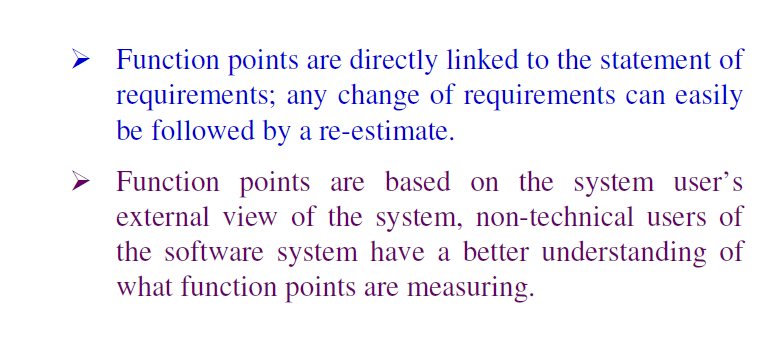 ➢ Function points are directly linked to the statement of
requirements; any change of requirements can easily
be followed by a re-estimate.
➢ Function points are based on the system user's
external view of the system, non-technical users of
the software system have a better understanding of
what function points are measuring.